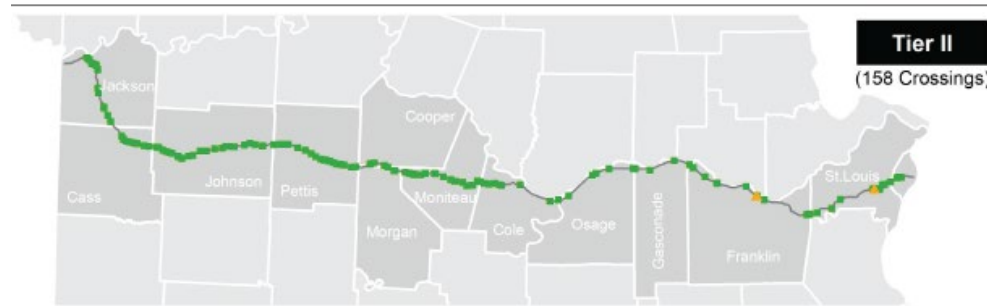 Tier II
(158 Crossings)
Jackson
Cooper
St.Louis
Johnson
Pettis
Cass
Moniteau
Morgan
Cole
Osage
Gasconade
Franklin